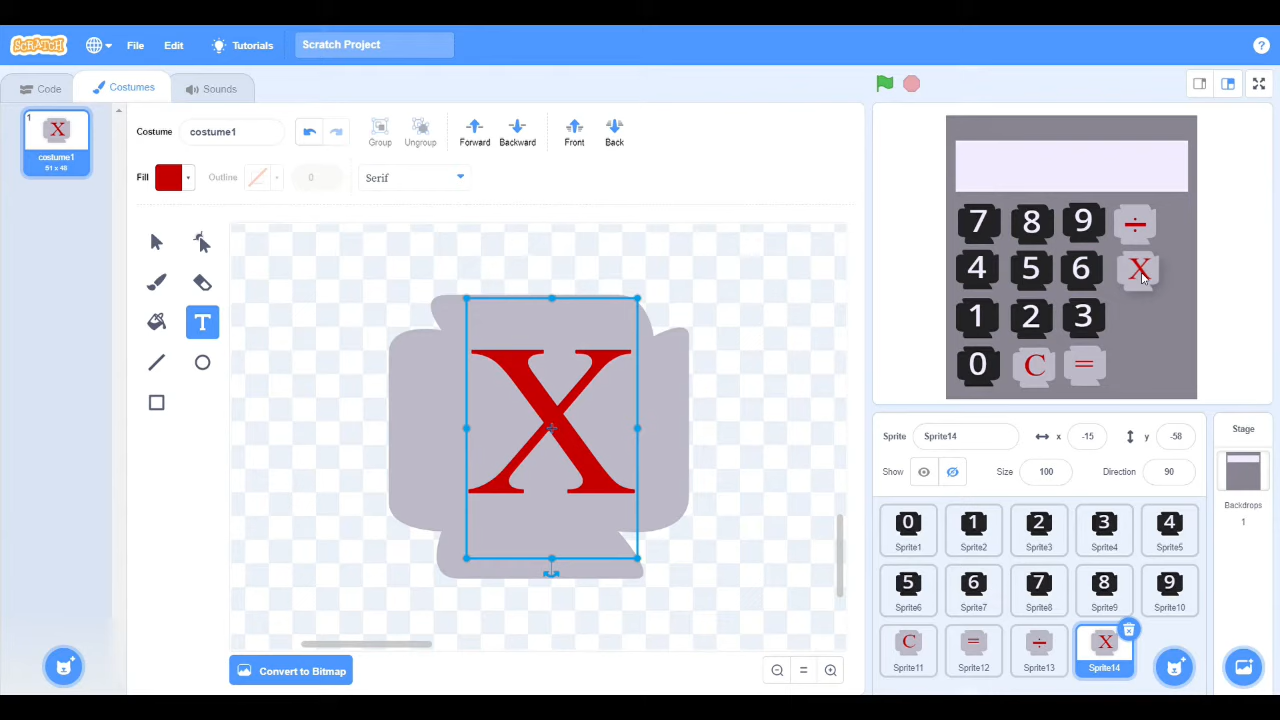 SCRATCH File Edit Tutorials Scratch Project ?
Code Costumes Sounds
1 X costume1 51 x 48
Costume costume1 Group Ungroup Forward Backward Front Back
Fill Outline 0 Serif
T
X
Convert to Bitmap
7 8 9 ÷
4 5 6 X
1 2 3
0 C =
Sprite Sprite14 x -15 y -58
Show Size 100 Direction 90
Stage
Backdrops
1
0 1 2 3 4
Sprite1 Sprite2 Sprite3 Sprite4 Sprite5
5 6 7 8 9
Sprite6 Sprite7 Sprite8 Sprite9 Sprite10
C = ÷ X
Sprite11 Sprite12 Sprite13 Sprite14